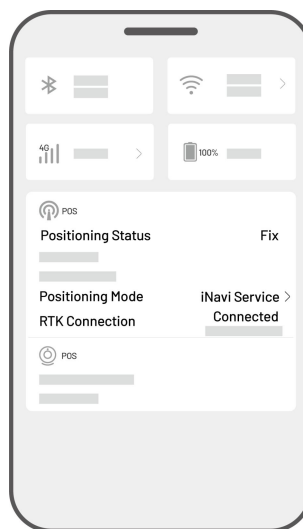 4G
100%
POS
Positioning Status Fix
Positioning Mode iNavi Service >
RTK Connection Connected
POS